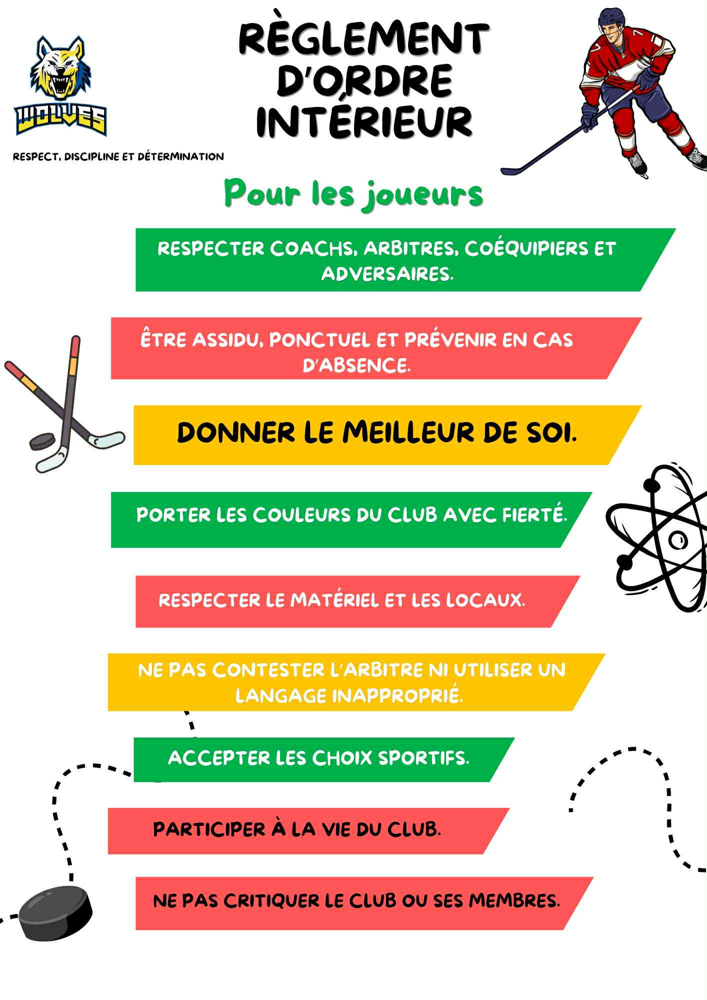 RÈGLEMENT
D'ORDRE
INTÉRIEUR
WOLVES
RESPECT, DISCIPLINE ET DÉTERMINATION
Pour les joueurs
RESPECTER COACHS, ARBITRES, COÉQUIPIERS ET
ADVERSAIRES.
ÊTRE ASSIDU, PONCTUEL ET PRÉVENIR EN CAS
D'ABSENCE.
DONNER LE MEILLEUR DE SOI.
PORTER LES COULEURS DU CLUB AVEC FIERTÉ.
RESPECTER LE MATÉRIEL ET LES LOCAUX.
NE PAS CONTESTER L'ARBITRE NI UTILISER UN
LANGAGE INAPPROPRIÉ.
ACCEPTER LES CHOIX SPORTIFS.
PARTICIPER À LA VIE DU CLUB.
NE PAS CRITIQUER LE CLUB OU SES MEMBRES.